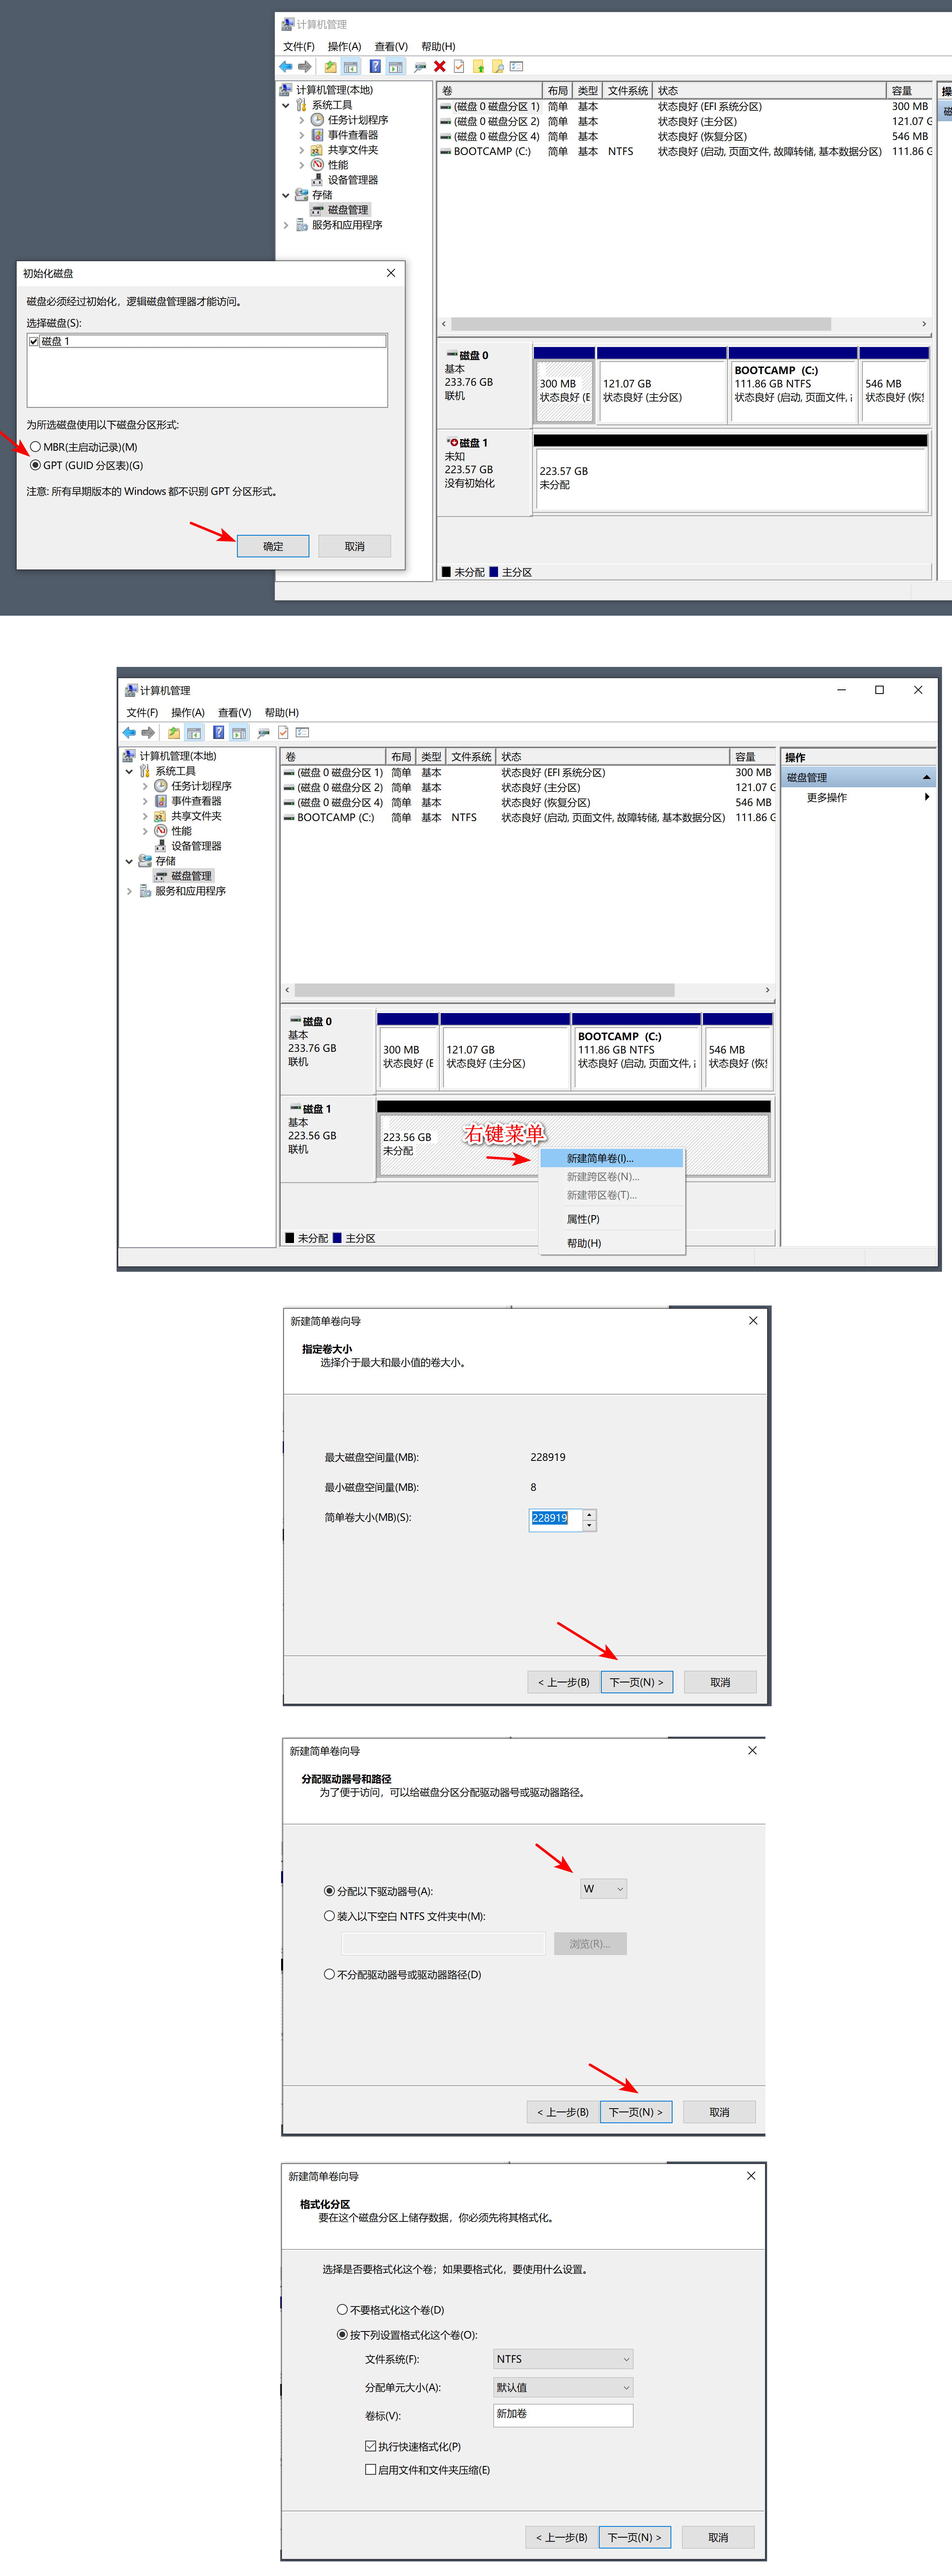 计算机管理
文件(F) 操作(A) 查看(V) 帮助(H)
计算机管理(本地)
系统工具
任务计划程序
事件查看器
共享文件夹
性能
设备管理器
存储
磁盘管理
服务和应用程序
卷 布局 类型 文件系统 状态 容量
(磁盘 0 磁盘分区 1) 简单 基本 状态良好 (EFI 系统分区) 300 MB
(磁盘 0 磁盘分区 2) 简单 基本 状态良好 (主分区) 121.07 G
(磁盘 0 磁盘分区 4) 简单 基本 状态良好 (恢复分区) 546 MB
BOOTCAMP (C:) 简单 基本 NTFS 状态良好 (启动, 页面文件, 故障转储, 基本数据分区) 111.86 G
初始化磁盘
磁盘必须经过初始化，逻辑磁盘管理器才能访问。
选择磁盘(S):
磁盘 1
为所选磁盘使用以下磁盘分区形式:
MBR(主启动记录)(M)
GPT (GUID 分区表)(G)
注意: 所有早期版本的 Windows 都不识别 GPT 分区形式。
确定 取消
磁盘 0
基本
233.76 GB
联机
300 MB
状态良好 (E
121.07 GB
状态良好 (主分区)
BOOTCAMP (C:)
111.86 GB NTFS
状态良好 (启动, 页面文件,
546 MB
状态良好 (恢
磁盘 1
未知
223.57 GB
没有初始化
223.57 GB
未分配
未分配 主分区
计算机管理
文件(F) 操作(A) 查看(V) 帮助(H)
计算机管理(本地)
系统工具
任务计划程序
事件查看器
共享文件夹
性能
设备管理器
存储
磁盘管理
服务和应用程序
卷 布局 类型 文件系统 状态 容量
(磁盘 0 磁盘分区 1) 简单 基本 状态良好 (EFI 系统分区) 300 MB
(磁盘 0 磁盘分区 2) 简单 基本 状态良好 (主分区) 121.07 G
(磁盘 0 磁盘分区 4) 简单 基本 状态良好 (恢复分区) 546 MB
BOOTCAMP (C:) 简单 基本 NTFS 状态良好 (启动, 页面文件, 故障转储, 基本数据分区) 111.86 G
操作
磁盘管理
更多操作
磁盘 0
基本
233.76 GB
联机
300 MB
状态良好 (E
121.07 GB
状态良好 (主分区)
BOOTCAMP (C:)
111.86 GB NTFS
状态良好 (启动, 页面文件,
546 MB
状态良好 (恢
磁盘 1
基本
223.56 GB
联机
223.56 GB
未分配
右键菜单
新建简单卷(I)...
新建跨区卷(N)...
新建带区卷(T)...
属性(P)
帮助(H)
未分配 主分区
新建简单卷向导
指定卷大小
选择介于最大和最小值的卷大小。
最大磁盘空间量(MB): 228919
最小磁盘空间量(MB): 8
简单卷大小(MB)(S): 228919
< 上一步(B) 下一页(N) > 取消
新建简单卷向导
分配驱动器号和路径
为了便于访问，可以给磁盘分区分配驱动器号或驱动器路径。
分配以下驱动器号(A): W
装入以下空白 NTFS 文件夹中(M):
浏览(R)...
不分配驱动器号或驱动器路径(D)
< 上一步(B) 下一页(N) > 取消
新建简单卷向导
格式化分区
要在这个磁盘分区上储存数据，你必须先将其格式化。
选择是否要格式化这个卷；如果要格式化，要使用什么设置。
不要格式化这个卷(D)
按下列设置格式化这个卷(O):
文件系统(F): NTFS
分配单元大小(A): 默认值
卷标(V): 新加卷
执行快速格式化(P)
启用文件和文件夹压缩(E)
< 上一步(B) 下一页(N) > 取消